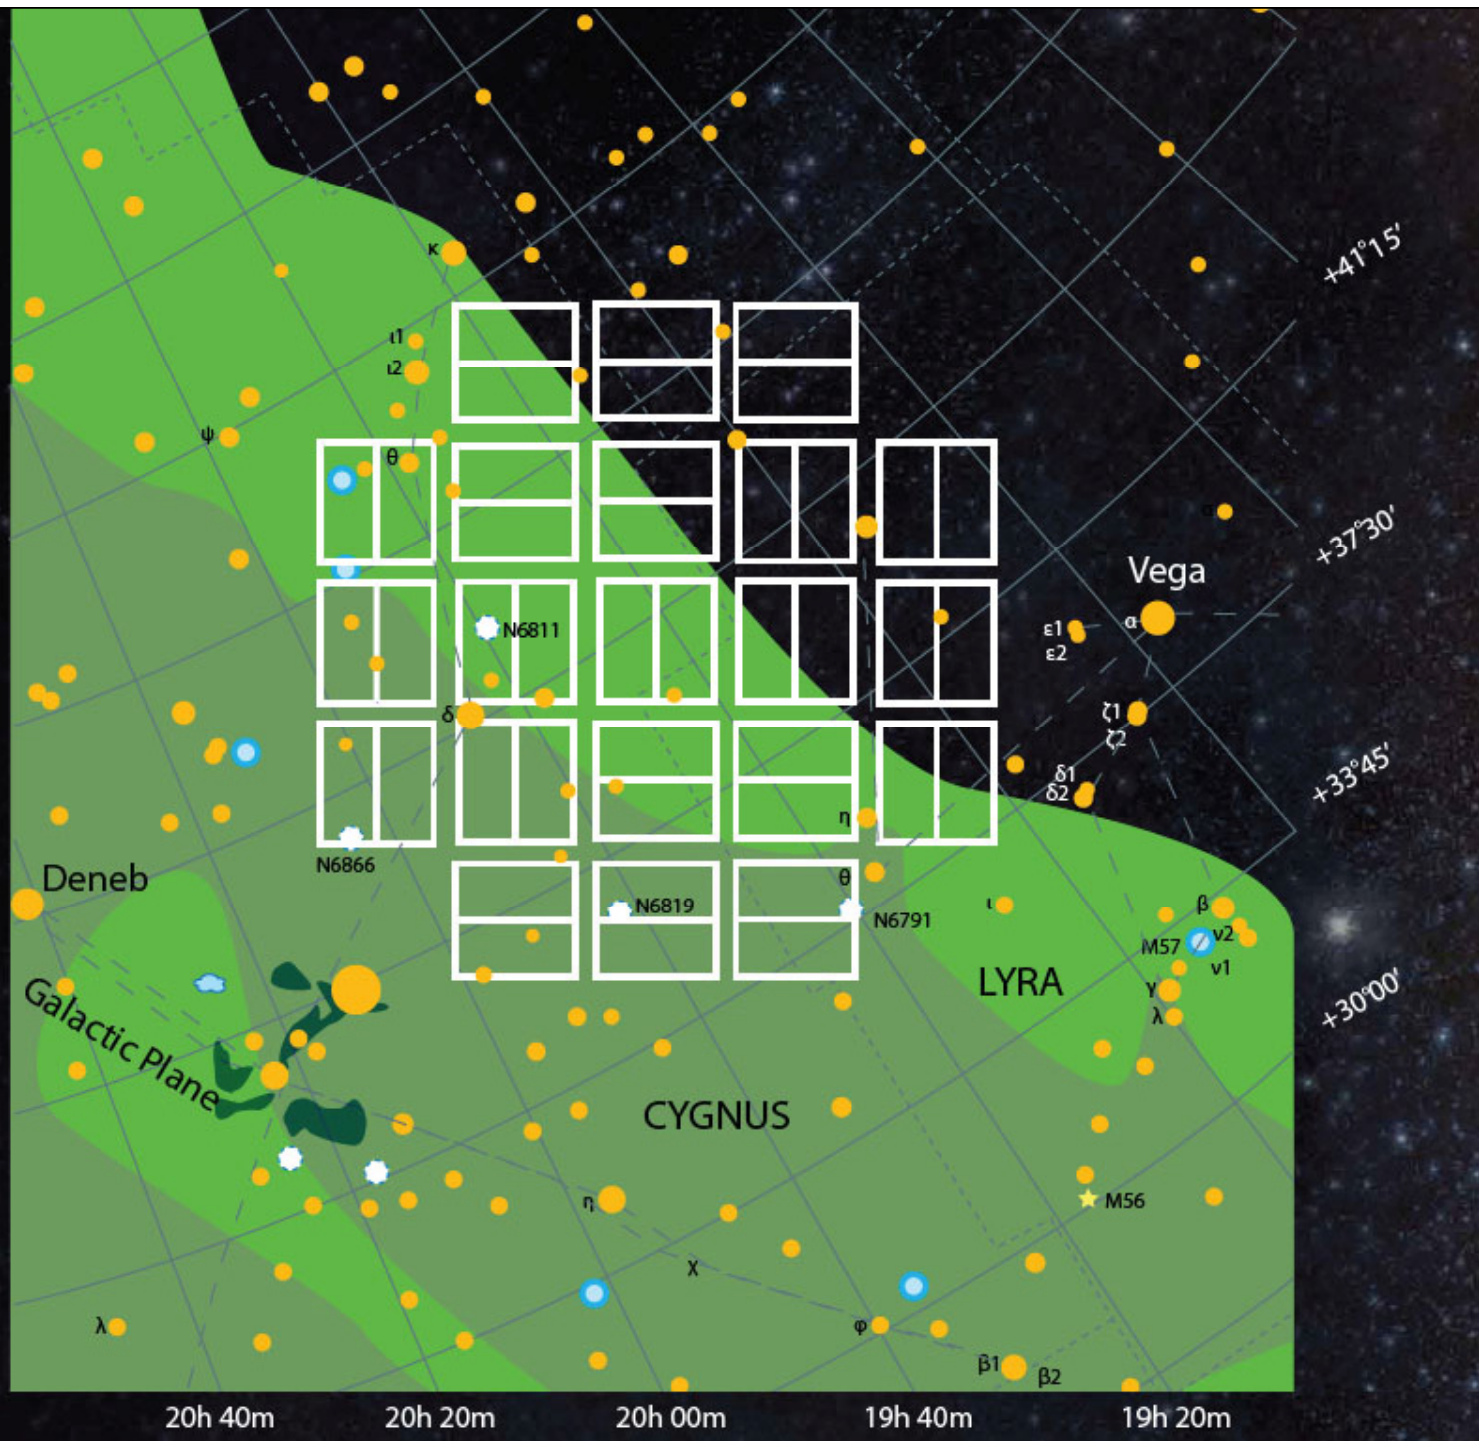 κ
+41°15'
ι1
ι2
ψ
θ
α
+37°30'
Vega
N6811
ε1
α
ε2
δ
ζ1
ζ2
+33°45'
δ1
δ2
η
N6866
Deneb
θ
ι
β
N6819
N6791
ν2
M57
ν1
LYRA
γ
λ
+30°00'
Galactic Plane
CYGNUS
η
M56
χ
λ
φ
β1
β2
20h 40m
20h 20m
20h 00m
19h 40m
19h 20m